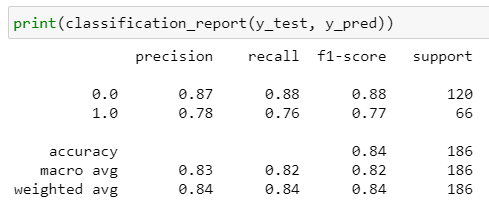 print(classification_report(y_test, y_pred))
precision recall f1-score support
0.0 0.87 0.88 0.88 120
1.0 0.78 0.76 0.77 66
accuracy 0.84 186
macro avg 0.83 0.82 0.82 186
weighted avg 0.84 0.84 0.84 186